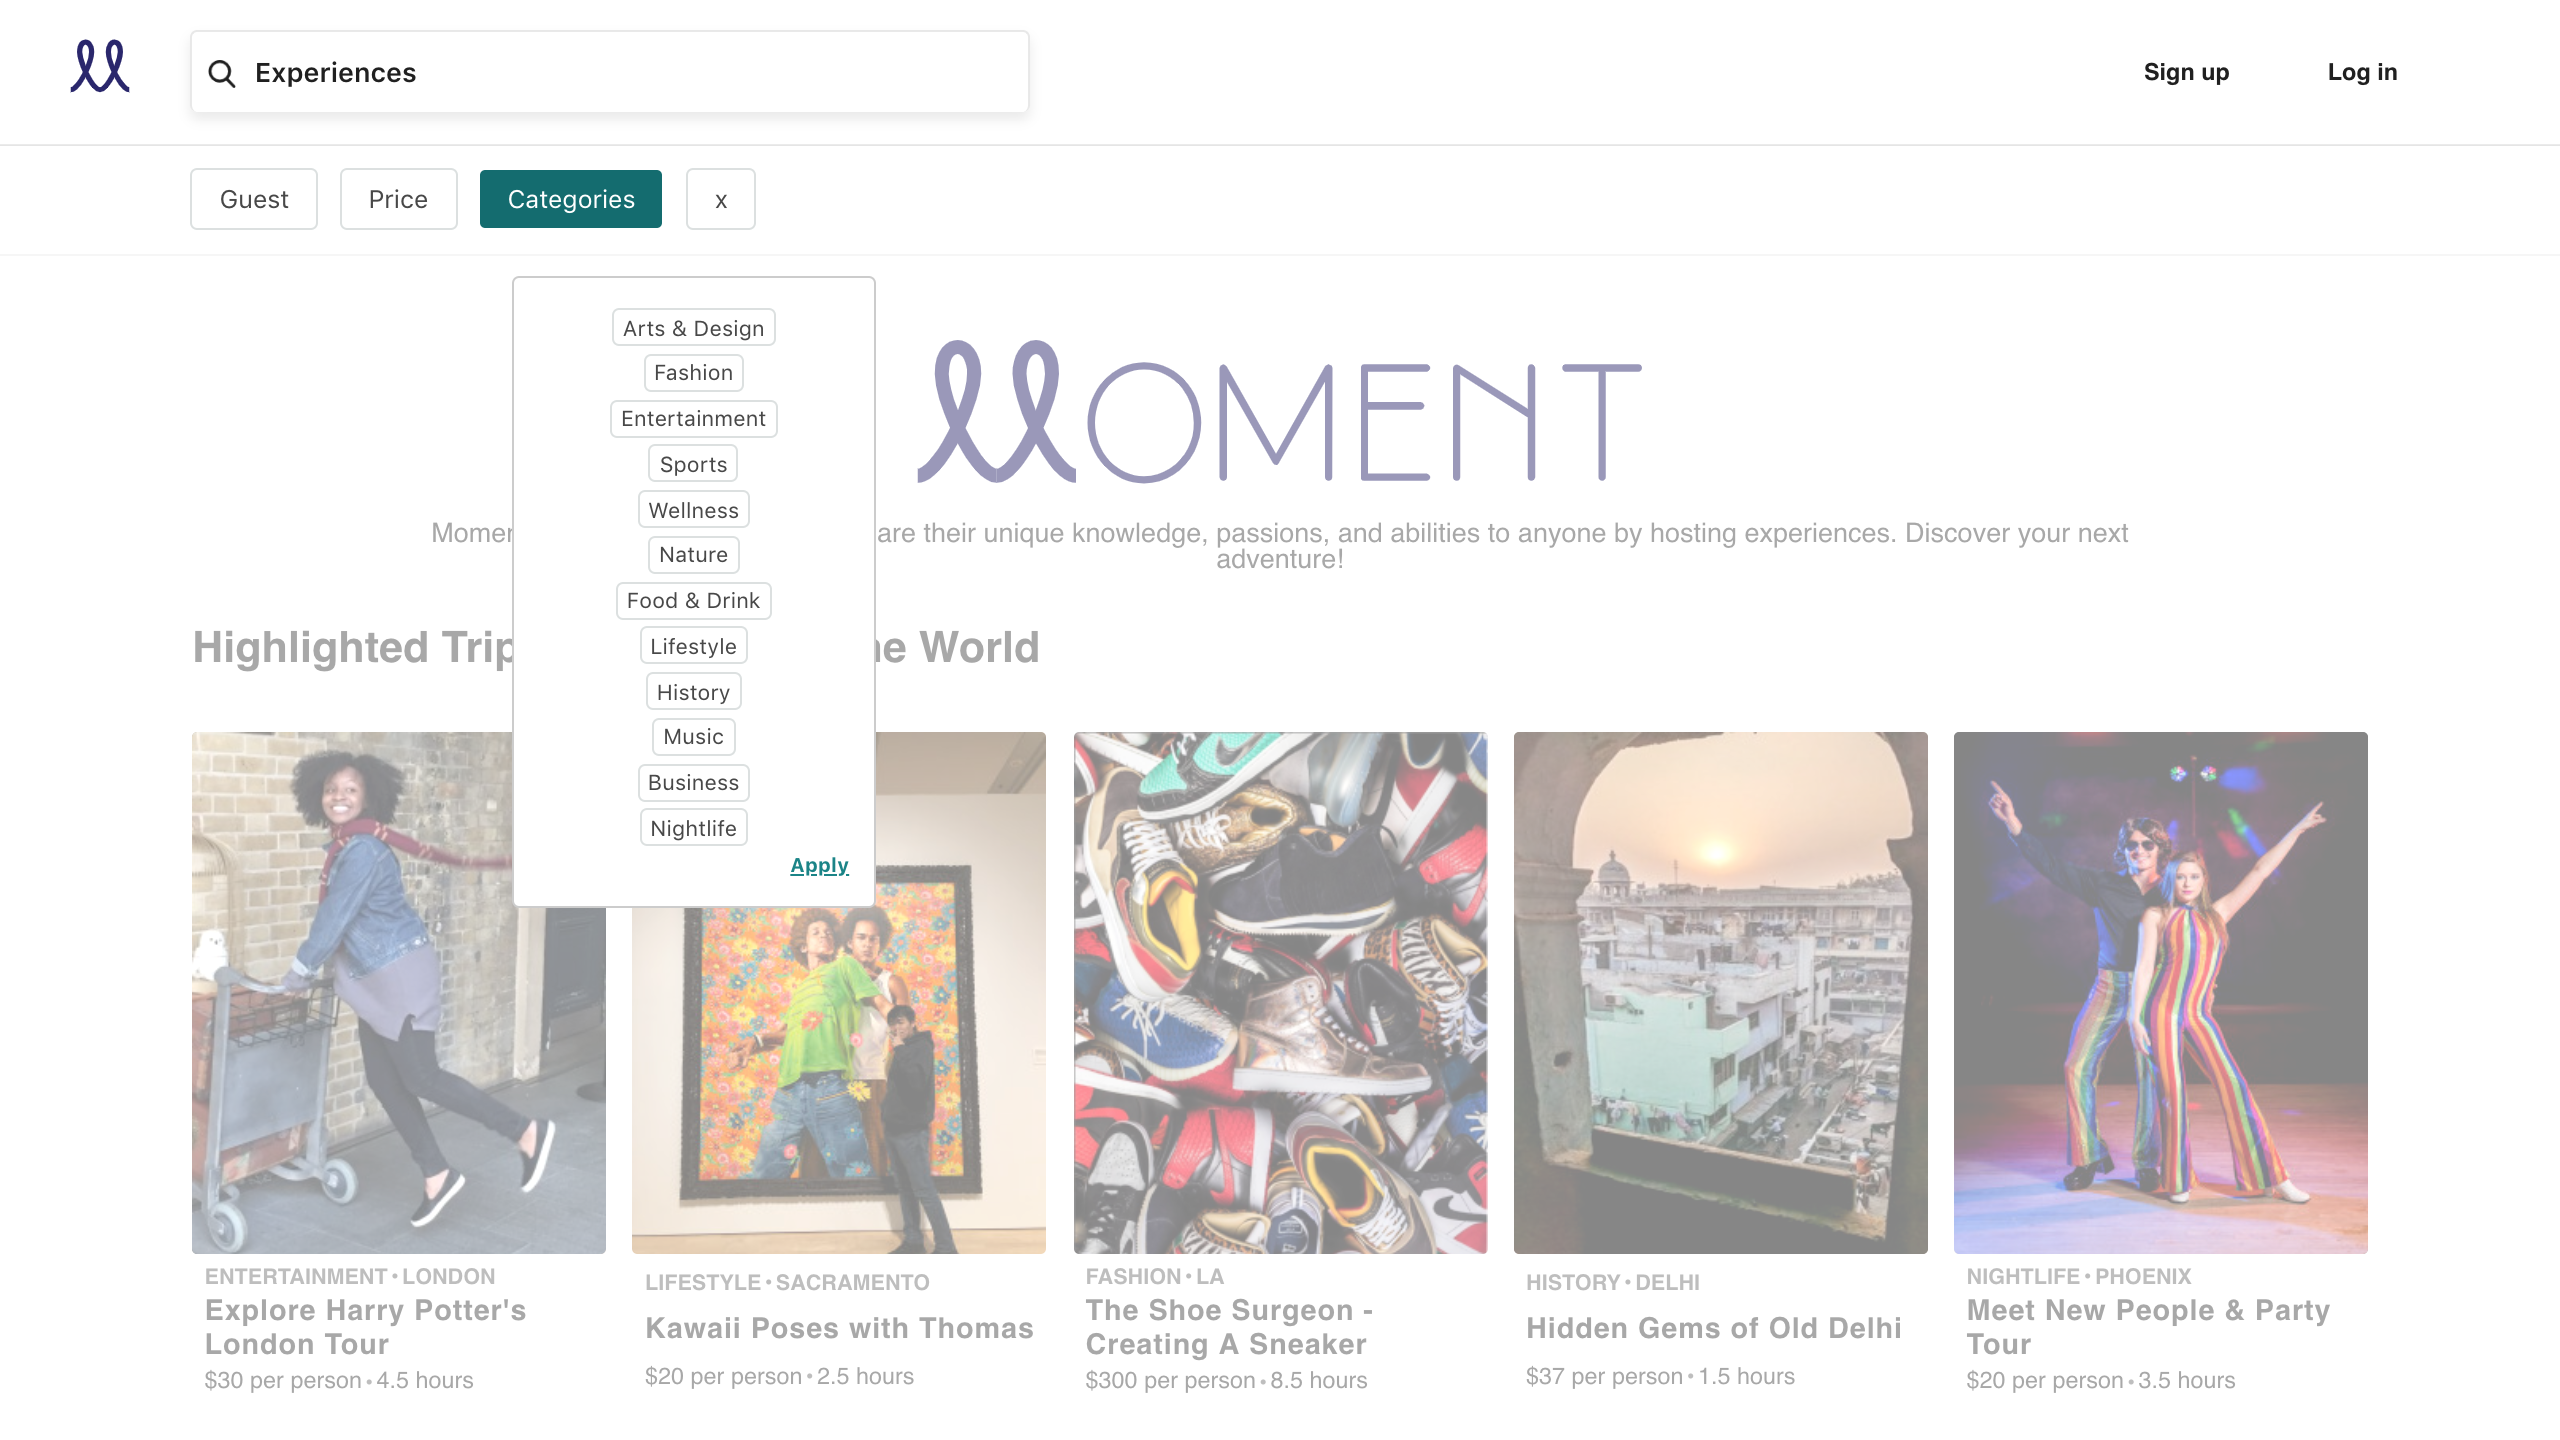 Experiences
Sign up
Log in
Guest
Price
Categories
x
Arts & Design
Fashion
Entertainment
Sports
Wellness
Nature
Food & Drink
Lifestyle
History
Music
Business
Nightlife
Apply
MOMENT
are their unique knowledge, passions, and abilities to anyone by hosting experiences. Discover your next
adventure!
Highlighted Trip e World
ENTERTAINMENT • LONDON
Explore Harry Potter's
London Tour
$30 per person • 4.5 hours
LIFESTYLE • SACRAMENTO
Kawaii Poses with Thomas
$20 per person • 2.5 hours
FASHION • LA
The Shoe Surgeon -
Creating A Sneaker
$300 per person • 8.5 hours
HISTORY • DELHI
Hidden Gems of Old Delhi
$37 per person • 1.5 hours
NIGHTLIFE • PHOENIX
Meet New People & Party
Tour
$20 per person • 3.5 hours